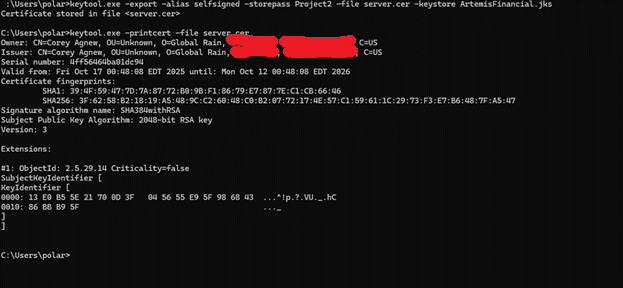 :\Users\polar>keytool.exe -export -alias selfsigned -storepass Project2 -file server.cer -keystore ArtemisFinancial.jks
Certificate stored in file <server.cer>

C:\Users\polar>keytool.exe -printcert -file server.cer
Owner: CN=Corey Agnew, OU=Unknown, O=Global Rain, C=US
Issuer: CN=Corey Agnew, OU=Unknown, O=Global Rain, C=US
Serial number: 4ff56464ba01dc94
Valid from: Fri Oct 17 00:48:08 EDT 2025 until: Mon Oct 12 00:48:08 EDT 2026
Certificate fingerprints:
SHA1: 39:4F:59:47:7D:7A:87:72:B0:9B:F1:86:79:E7:87:7E:C1:CB:66:46
SHA256: 3F:62:58:B2:18:19:A5:48:9C:C2:60:48:C0:B2:07:72:17:4E:57:C1:59:61:1C:29:73:F3:E7:B6:48:7F:A5:47
Signature algorithm name: SHA384withRSA
Subject Public Key Algorithm: 2048-bit RSA key
Version: 3

Extensions:

#1: ObjectId: 2.5.29.14 Criticality=false
SubjectKeyIdentifier [
KeyIdentifier [
0000: 13 E0 B5 5E 21 70 0D 3F 04 56 55 E9 5F 98 68 43 ...^!p.?.VU._.hC
0010: 86 BB B9 5F ..._
]
]

C:\Users\polar>